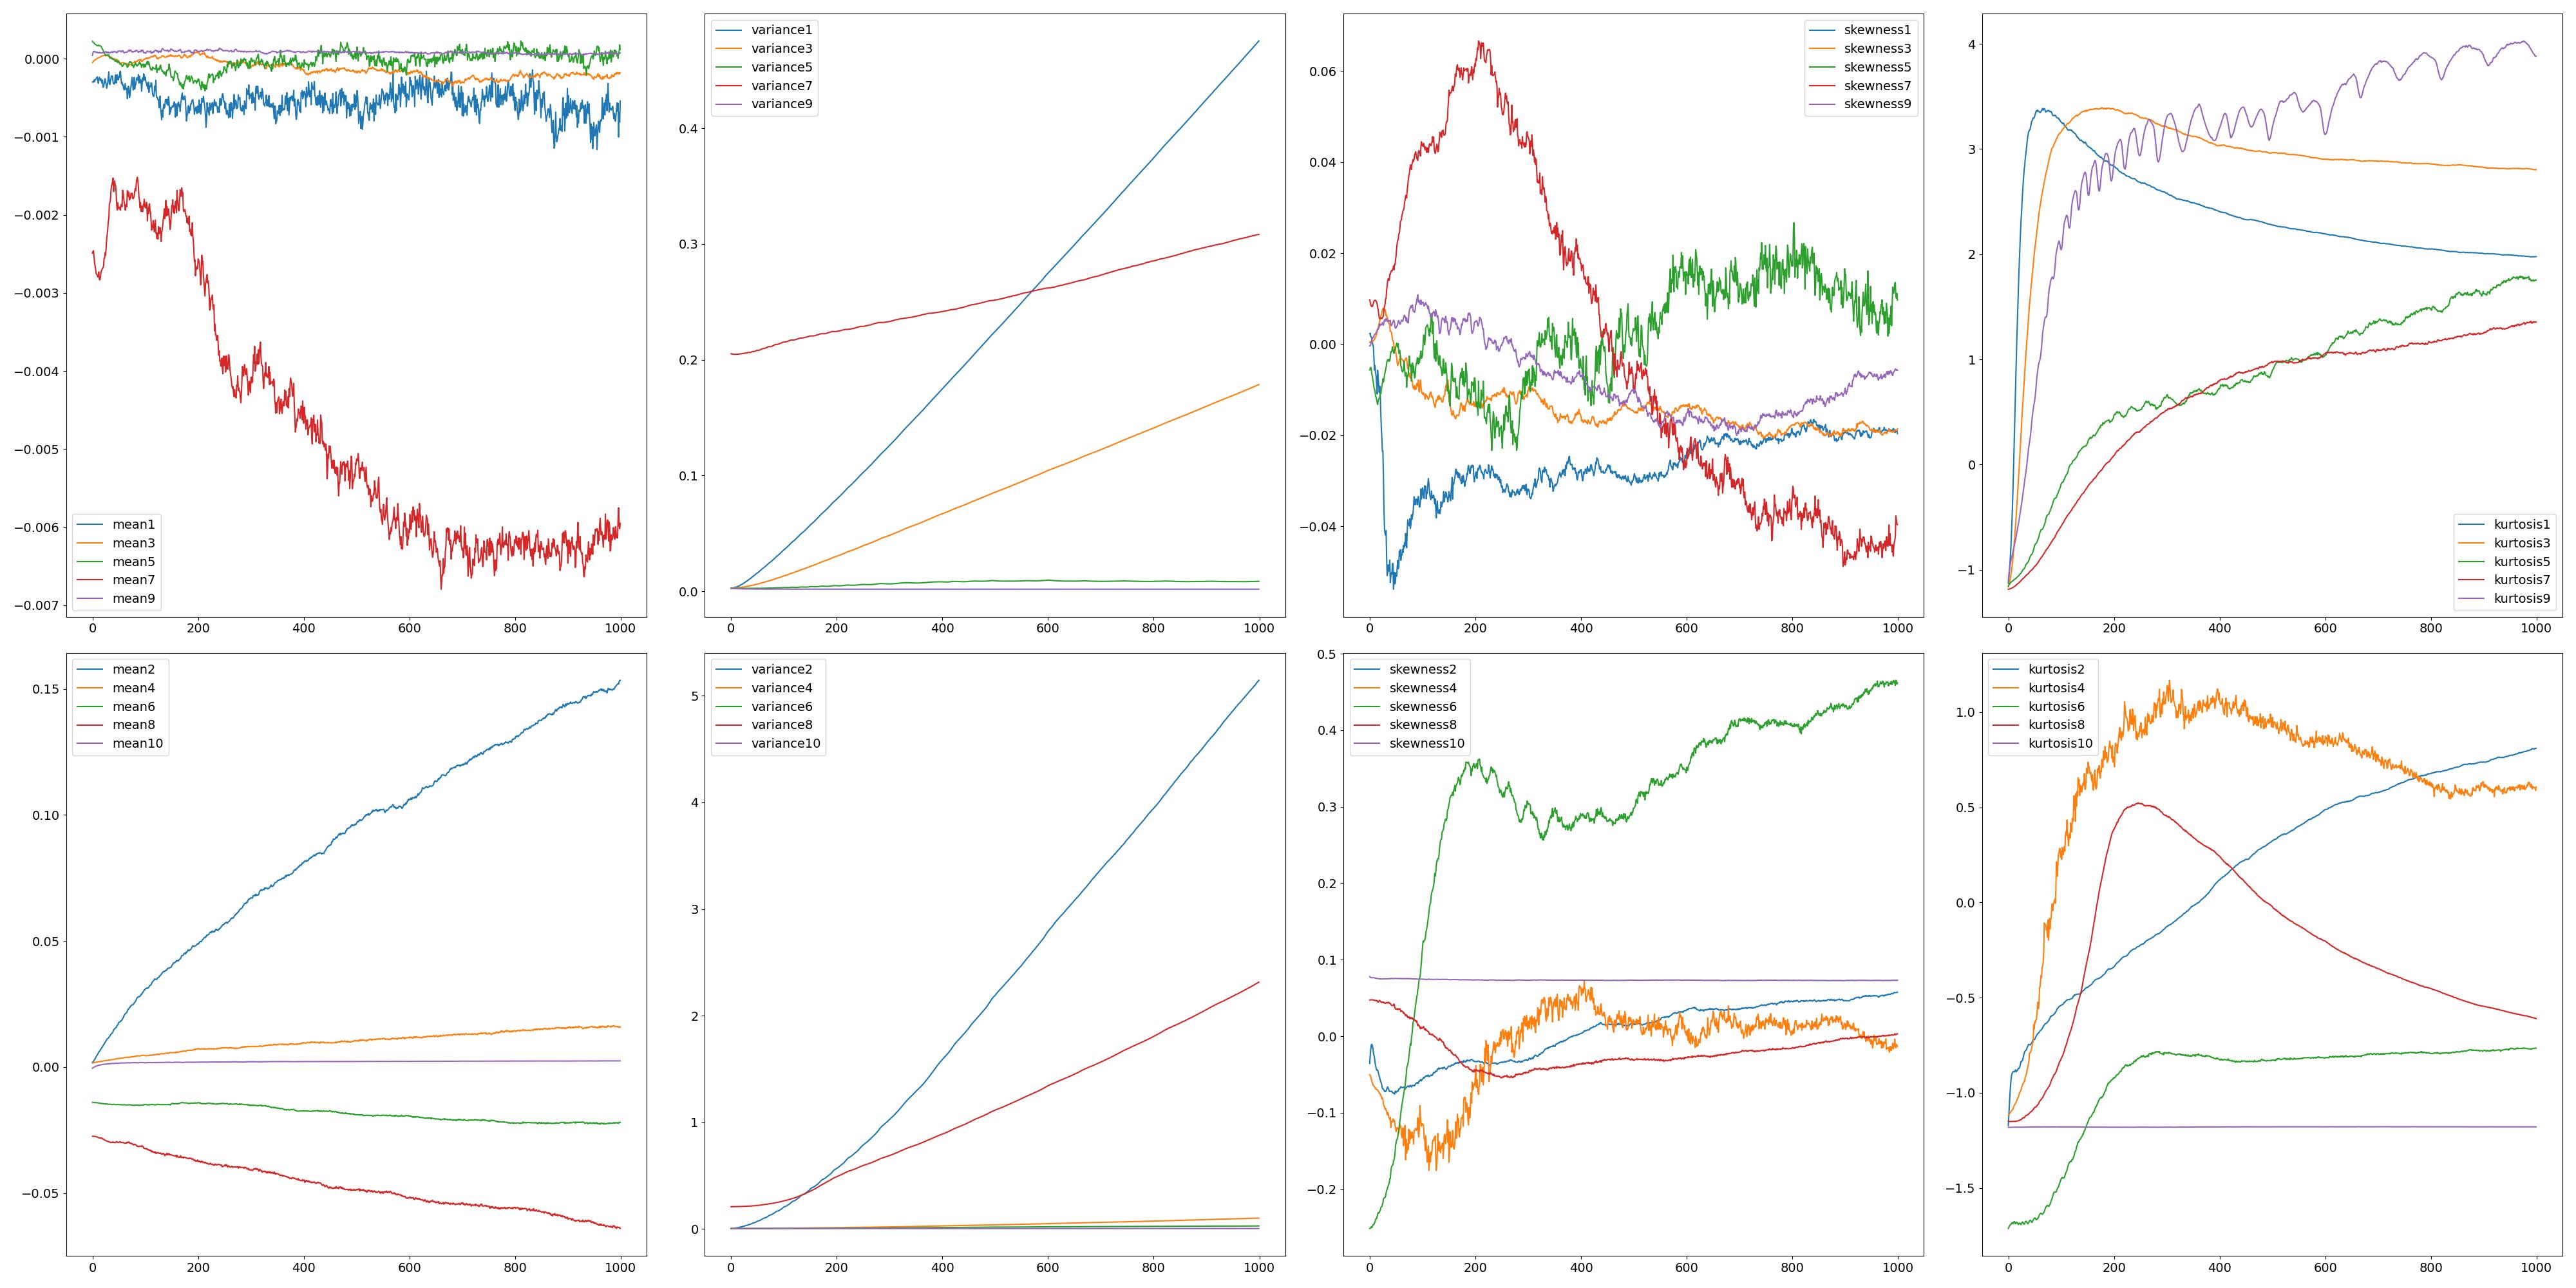 0.000
−0.001
−0.002
−0.003
−0.004
−0.005
−0.006
−0.007
mean1
mean3
mean5
mean7
mean9
0 200 400 600 800 1000
variance1
variance3
variance5
variance7
variance9
0.4
0.3
0.2
0.1
0.0
0 200 400 600 800 1000
skewness1
skewness3
skewness5
skewness7
skewness9
0.06
0.04
0.02
0.00
−0.02
−0.04
0 200 400 600 800 1000
4
3
2
1
0
−1
kurtosis1
kurtosis3
kurtosis5
kurtosis7
kurtosis9
0 200 400 600 800 1000
mean2
mean4
mean6
mean8
mean10
0.15
0.10
0.05
0.00
−0.05
0 200 400 600 800 1000
variance2
variance4
variance6
variance8
variance10
5
4
3
2
1
0
0 200 400 600 800 1000
skewness2
skewness4
skewness6
skewness8
skewness10
0.5
0.4
0.3
0.2
0.1
0.0
−0.1
−0.2
0 200 400 600 800 1000
kurtosis2
kurtosis4
kurtosis6
kurtosis8
kurtosis10
1.0
0.5
0.0
−0.5
−1.0
−1.5
0 200 400 600 800 1000